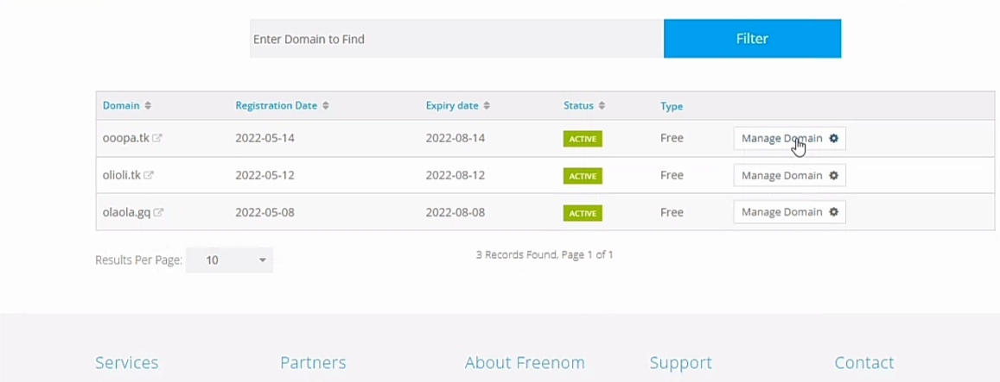 Enter Domain to Find Filter
Domain Registration Date Expiry date Status Type
ooopa.tk 2022-05-14 2022-08-14 ACTIVE Free Manage Domain
olioli.tk 2022-05-12 2022-08-12 ACTIVE Free Manage Domain
olaola.gq 2022-05-08 2022-08-08 ACTIVE Free Manage Domain
Results Per Page: 10 3 Records Found, Page 1 of 1
Services Partners About Freenom Support Contact